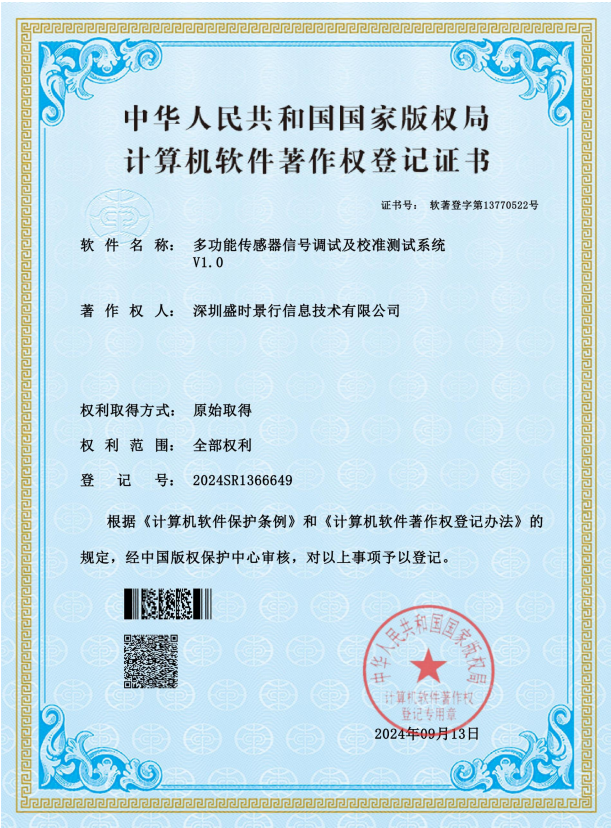 中华人民共和国国家版权局
计算机软件著作权登记证书
证书号: 软著登字第13770522号
软件名称: 多功能传感器信号调试及校准测试系统
V1.0
著作权人: 深圳盛时景行信息技术有限公司
权利取得方式: 原始取得
权利范围: 全部权利
登记号: 2024SR1366649
根据《计算机软件保护条例》和《计算机软件著作权登记办法》的
规定，经中国版权保护中心审核，对以上事项予以登记。
中华人民共和国国家版权局
计算机软件著作权
登记专用章
2024年09月13日